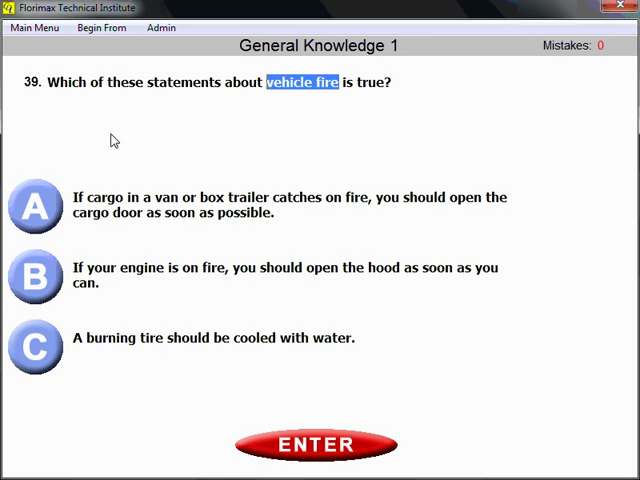 Florimax Technical Institute
Main Menu Begin From Admin
General Knowledge 1 Mistakes: 0
39. Which of these statements about vehicle fire is true?
A If cargo in a van or box trailer catches on fire, you should open the
cargo door as soon as possible.
B If your engine is on fire, you should open the hood as soon as you
can.
C A burning tire should be cooled with water.
ENTER